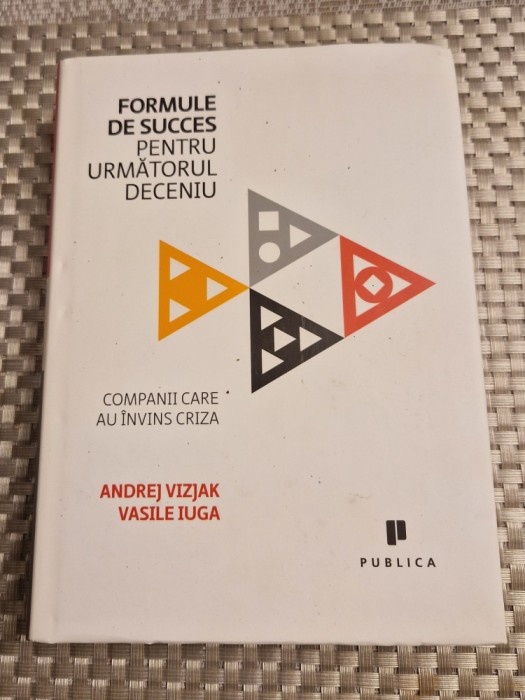 FORMULE
DE SUCCES
PENTRU
URMĂTORUL
DECENIU
COMPANII CARE
AU ÎNVINS CRIZA
ANDREJ VIZJAK
VASILE IUGA
PUBLICA